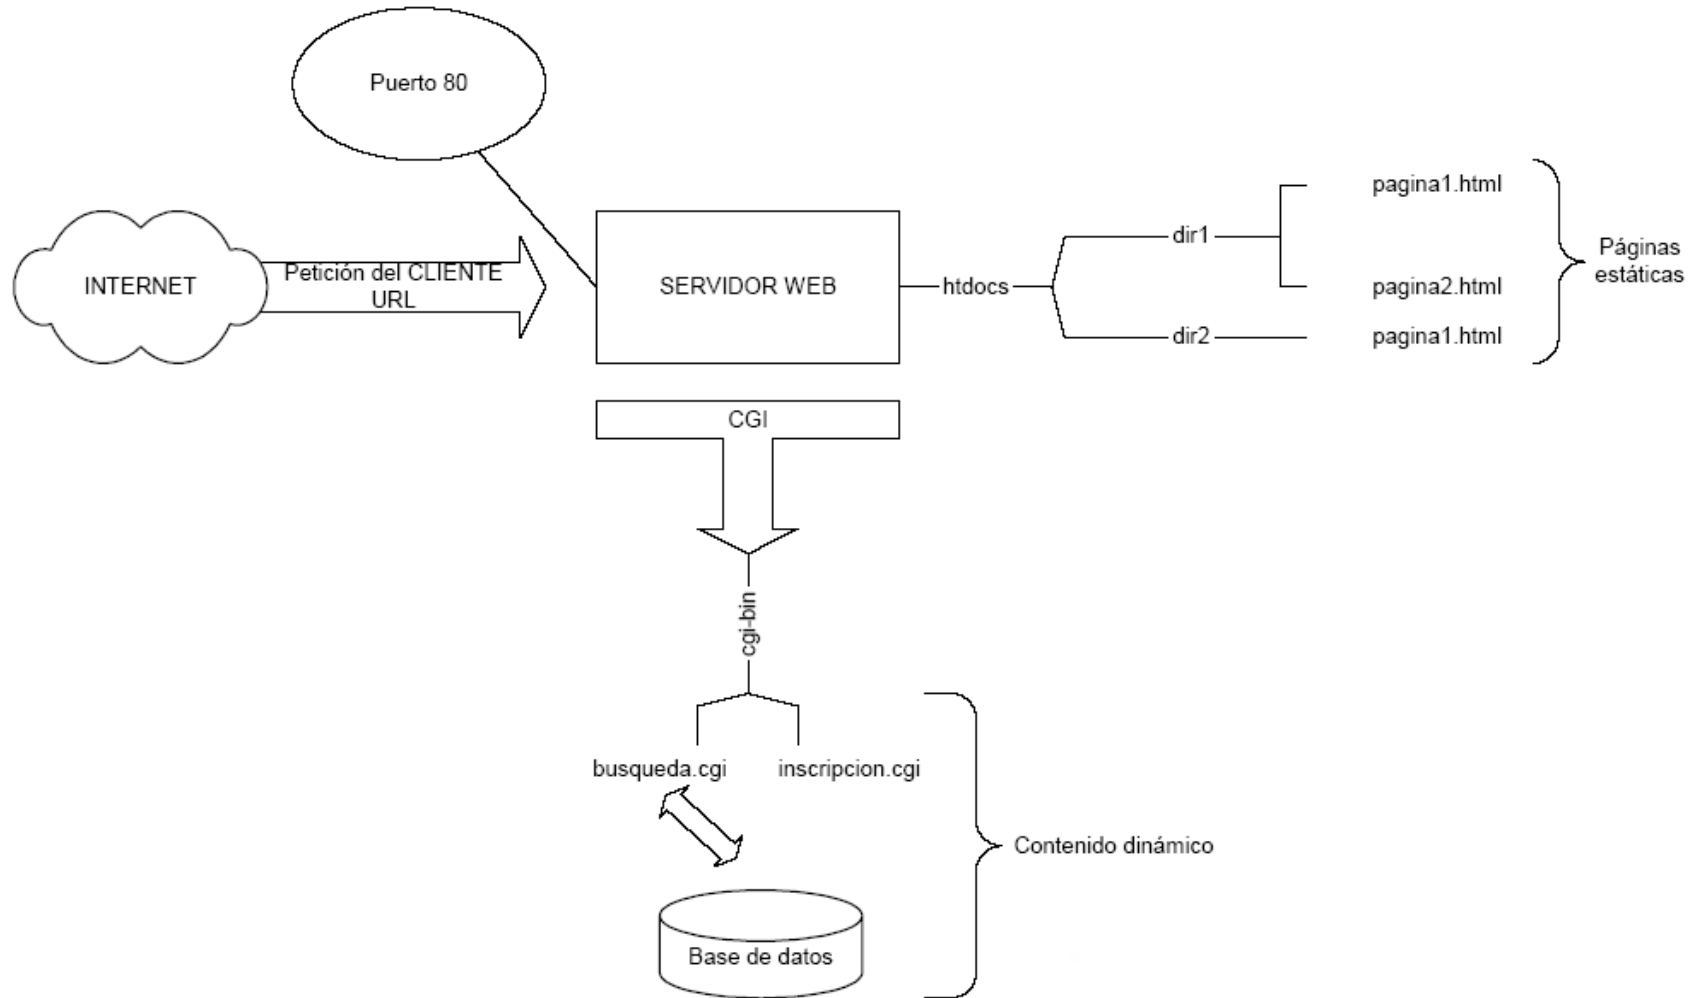 Puerto 80
INTERNET
Petición del CLIENTE
URL
SERVIDOR WEB
htdocs
dir1
dir2
pagina1.html
pagina2.html
pagina1.html
Páginas
estáticas
CGI
cgi-bin
busqueda.cgi
inscripcion.cgi
Contenido dinámico
Base de datos